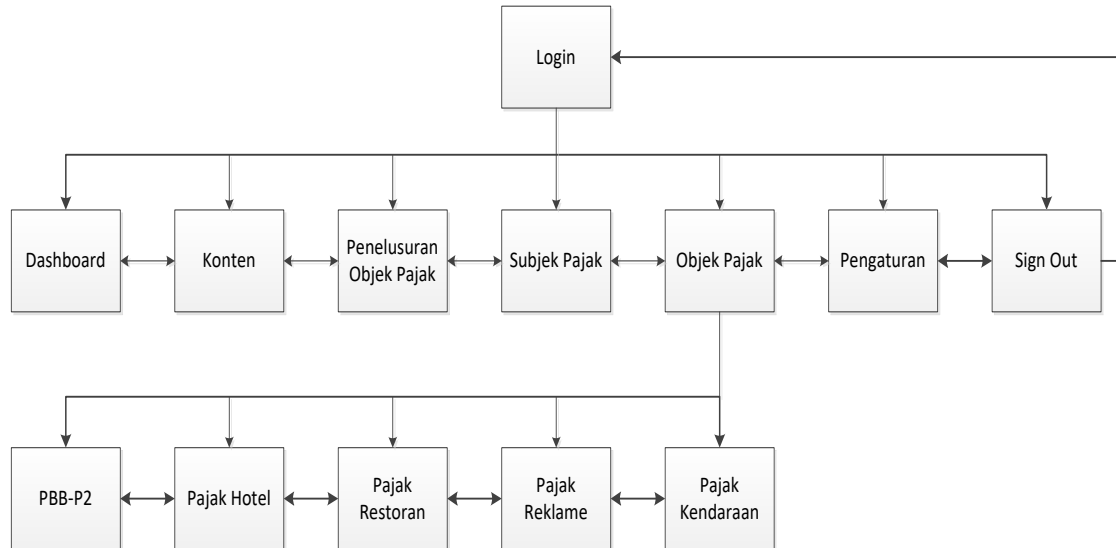 Login
Dashboard
Konten
Penelusuran
Objek Pajak
Subjek Pajak
Objek Pajak
Pengaturan
Sign Out
PBB-P2
Pajak Hotel
Pajak
Restoran
Pajak
Reklame
Pajak
Kendaraan